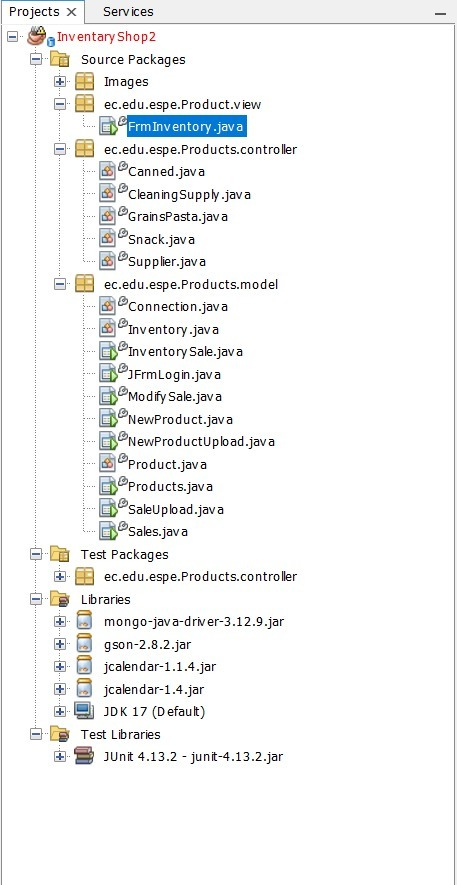 Projects × Services
InventaryShop2
Source Packages
Images
ec.edu.espe.Product.view
FrmInventory.java
ec.edu.espe.Products.controller
Canned.java
CleaningSupply.java
GrainsPasta.java
Snack.java
Supplier.java
ec.edu.espe.Products.model
Connection.java
Inventory.java
InventorySale.java
JFrmLogin.java
ModifySale.java
NewProduct.java
NewProductUpload.java
Product.java
Products.java
SaleUpload.java
Sales.java
Test Packages
ec.edu.espe.Products.controller
Libraries
mongo-java-driver-3.12.9.jar
gson-2.8.2.jar
jcalendar-1.1.4.jar
jcalendar-1.4.jar
JDK 17 (Default)
Test Libraries
JUnit 4.13.2 - junit-4.13.2.jar